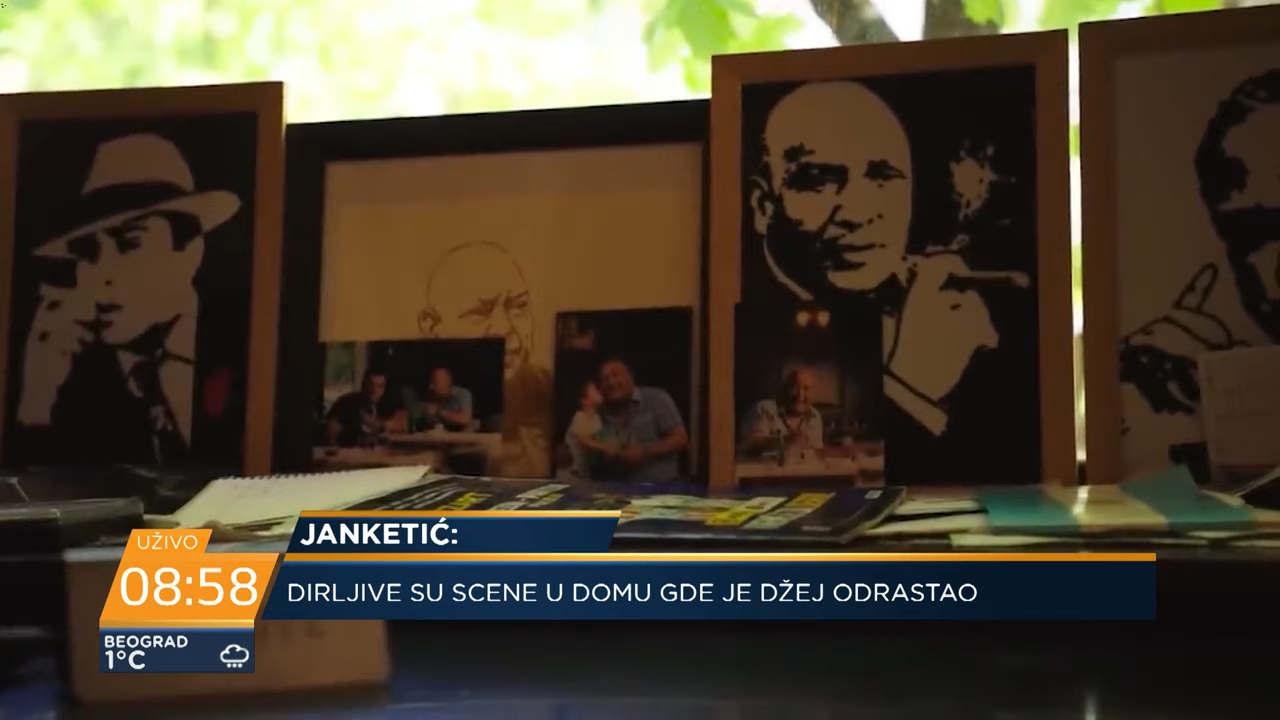 JANKETIĆ:
UŽIVO
08:58
DIRLJIVE SU SCENE U DOMU GDE JE DŽEJ ODRASTAO
BEOGRAD
1°C